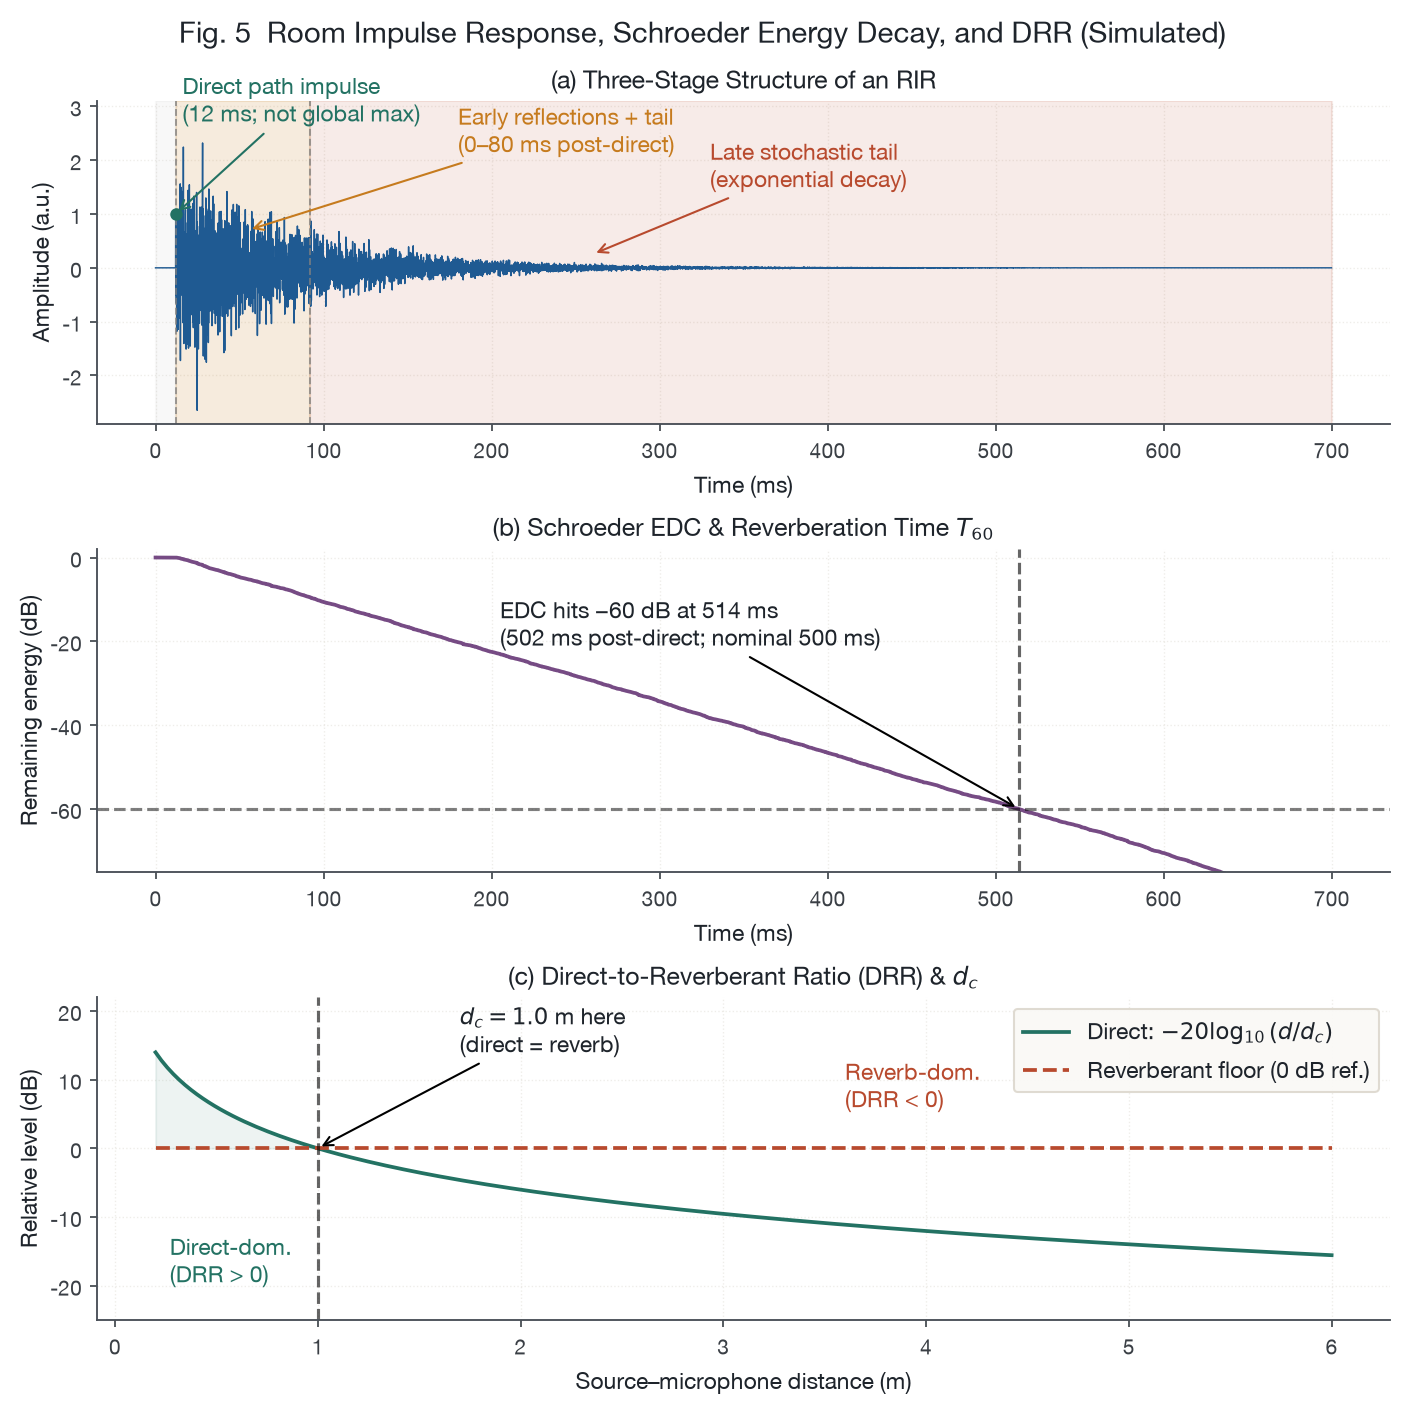 Fig. 5  Room Impulse Response, Schroeder Energy Decay, and DRR (Simulated)
(a) Three-Stage Structure of an RIR
Direct path impulse
(12 ms; not global max)
Early reflections + tail
(0–80 ms post-direct)
Late stochastic tail
(exponential decay)
Amplitude (a.u.)
3
2
1
0
-1
-2
0 100 200 300 400 500 600 700
Time (ms)
(b) Schroeder EDC & Reverberation Time T₆₀
EDC hits −60 dB at 514 ms
(502 ms post-direct; nominal 500 ms)
Remaining energy (dB)
0
-20
-40
-60
0 100 200 300 400 500 600 700
Time (ms)
(c) Direct-to-Reverberant Ratio (DRR) & d_c
d_c = 1.0 m here
(direct = reverb)
Direct: −20log₁₀(d/d_c)
Reverberant floor (0 dB ref.)
Reverb-dom.
(DRR < 0)
Direct-dom.
(DRR > 0)
Relative level (dB)
20
10
0
-10
-20
0 1 2 3 4 5 6
Source–microphone distance (m)